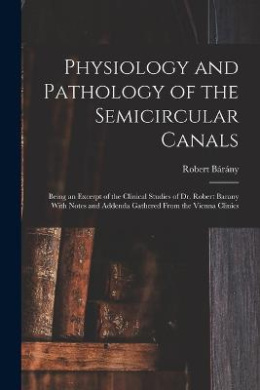 Physiology and
Pathology of the
Semicircular
Canals
Robert Bárány
Being an Excerpt of the Clinical Studies of Dr. Robert Barany
With Notes and Addenda Gathered From the Vienna Clinics